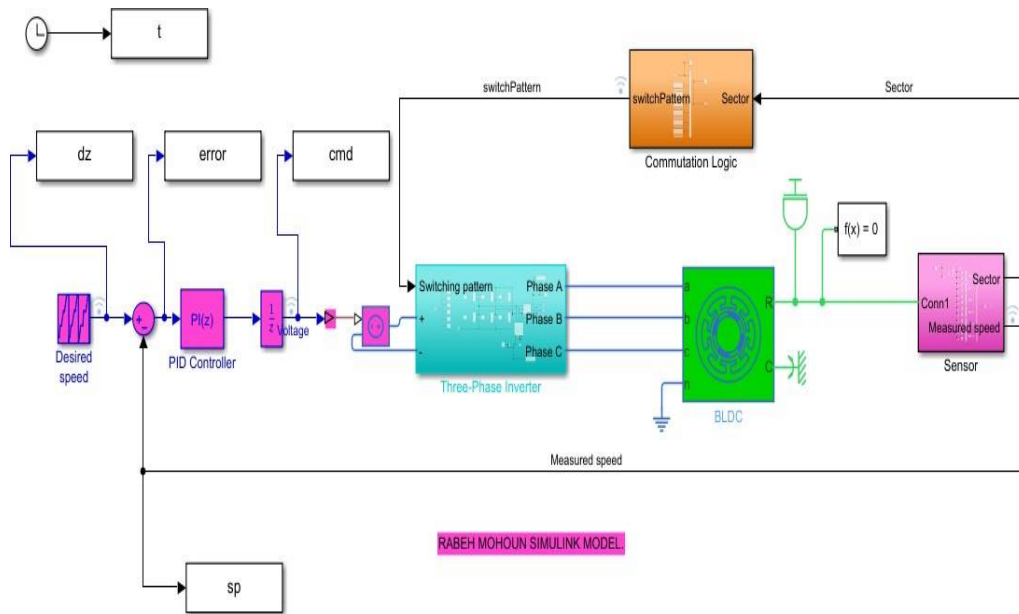 t
switchPattern
switchPattern
Sector
Sector
Commutation Logic
dz
error
cmd
f(x) = 0
Switching pattern
Phase A
a
R
Sector
Conn1
+
-
PI(z)
1
z
Voltage
+
Phase B
b
Measured speed
Desired
speed
PID Controller
-
Phase C
c
C
Sensor
n
Three-Phase Inverter
BLDC
Measured speed
RABEH MOHOUN SIMULINK MODEL.
sp